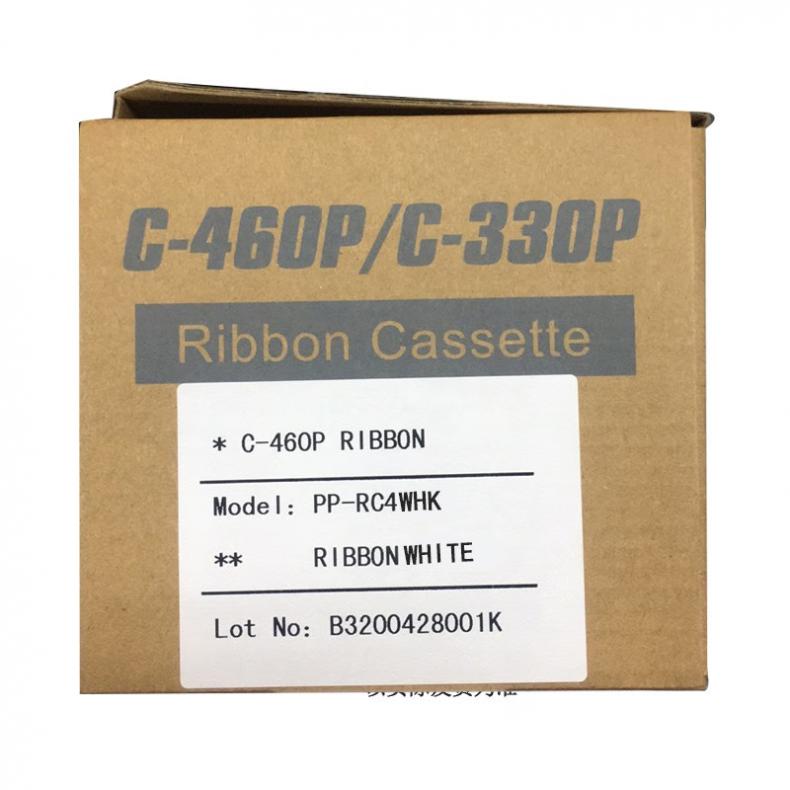 C-460P/C-330P
Ribbon Cassette
* C-460P RIBBON
Model: PP-RC4WHK
** RIBBON WHITE
Lot No: B3200428001K